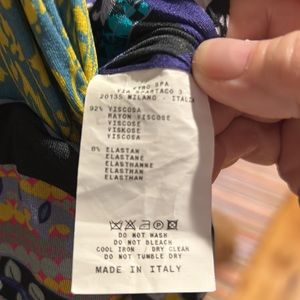 SPA
VIA SPARTACO 3
20135 MILANO - ITALIA
92% VISCOSA
RAYON VISCOSE
VISCOSE
VISKOSE
VISCOSA
8% ELASTAN
ELASTANE
ELASTHANNE
ELASTHAN
ELASTHAN
DO NOT WASH
DO NOT BLEACH
COOL IRON / DRY CLEAN
DO NOT TUMBLE DRY
MADE IN ITALY